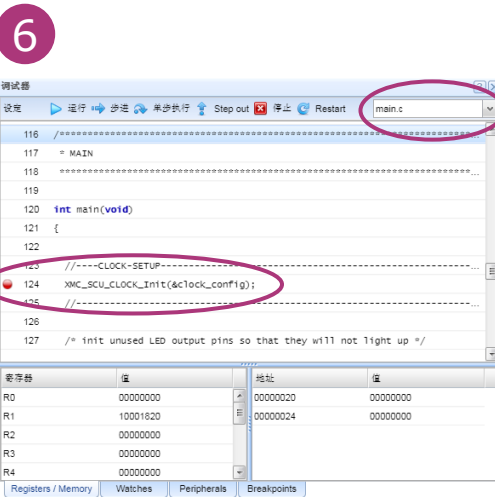 6
调试器
设定 运行 步进 单步执行 Step out 停止 Restart main.c
116 /**************************************************************************...
117 * MAIN
118 **************************************************************************...
119
120 int main(void)
121 {
122
123 //----CLOCK-SETUP--------------------------------------------------------...
124 XMC_SCU_CLOCK_Init(&clock_config);
125 //-----------------------------------------------------------------------...
126
127 /* init unused LED output pins so that they will not light up */
寄存器 值 地址 值
R0 00000000 00000020 00000000
R1 10001820 00000024 00000000
R2 00000000
R3 00000000
R4 00000000
Registers / Memory Watches Peripherals Breakpoints